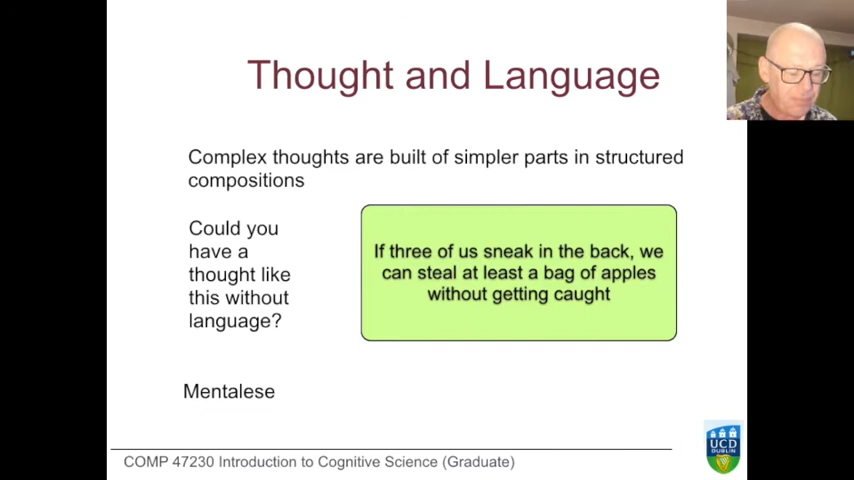 Thought and Language
Complex thoughts are built of simpler parts in structured
compositions
Could you
have a
thought like
this without
language?
If three of us sneak in the back, we
can steal at least a bag of apples
without getting caught
Mentalese
COMP 47230 Introduction to Cognitive Science (Graduate)
UCD
DUBLIN